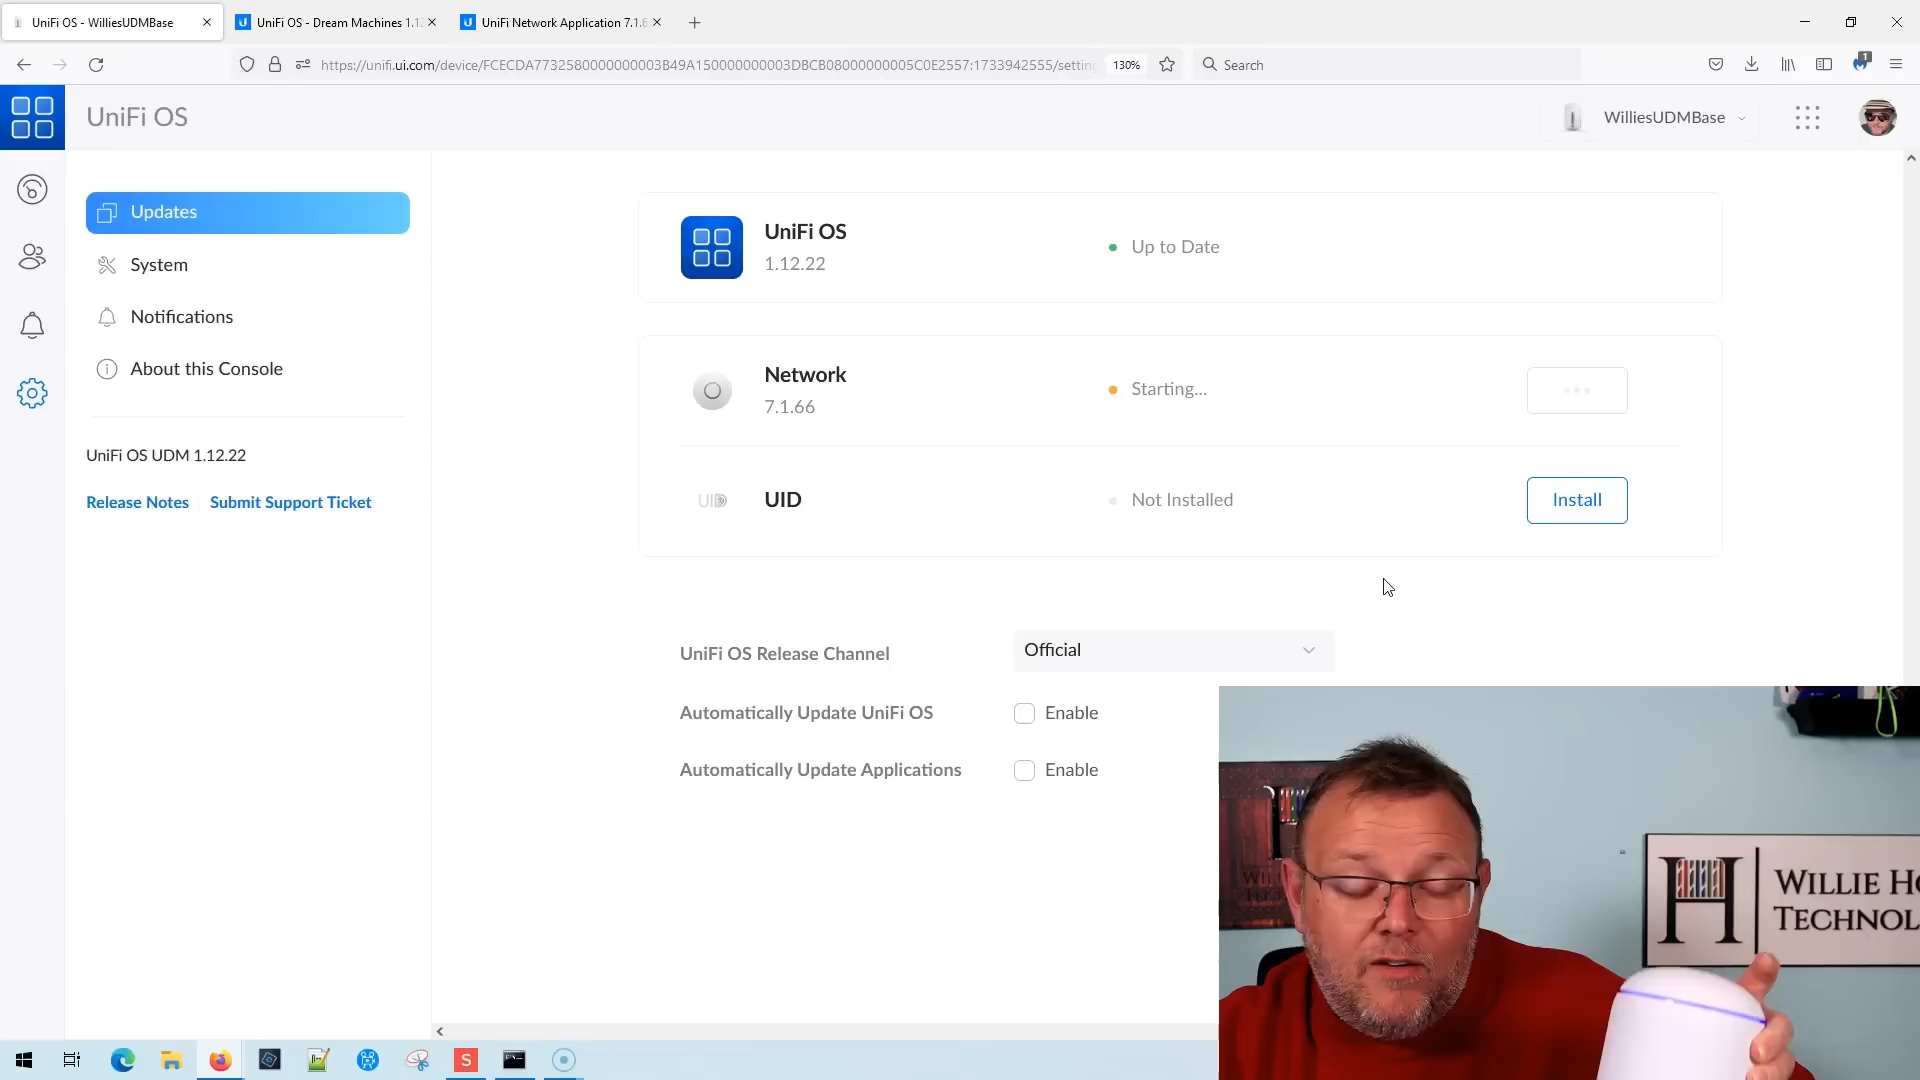 UniFi OS - WilliesUDMBase
UniFi OS - Dream Machines 1.12
UniFi Network Application 7.1.6
https://unifi.ui.com/device/FCECDA7732580000000003B49A150000000003DBCB08000000005C0E2557:1733942555/settin
130%
Search
1
UniFi OS
WilliesUDMBase
Updates
System
Notifications
About this Console
UniFi OS UDM 1.12.22
Release Notes
Submit Support Ticket
UniFi OS
1.12.22
Up to Date
Network
7.1.66
Starting...
UID
UID
Not Installed
Install
UniFi OS Release Channel
Official
Automatically Update UniFi OS
Enable
Automatically Update Applications
Enable
H
WILLIE HO
TECHNOL
S